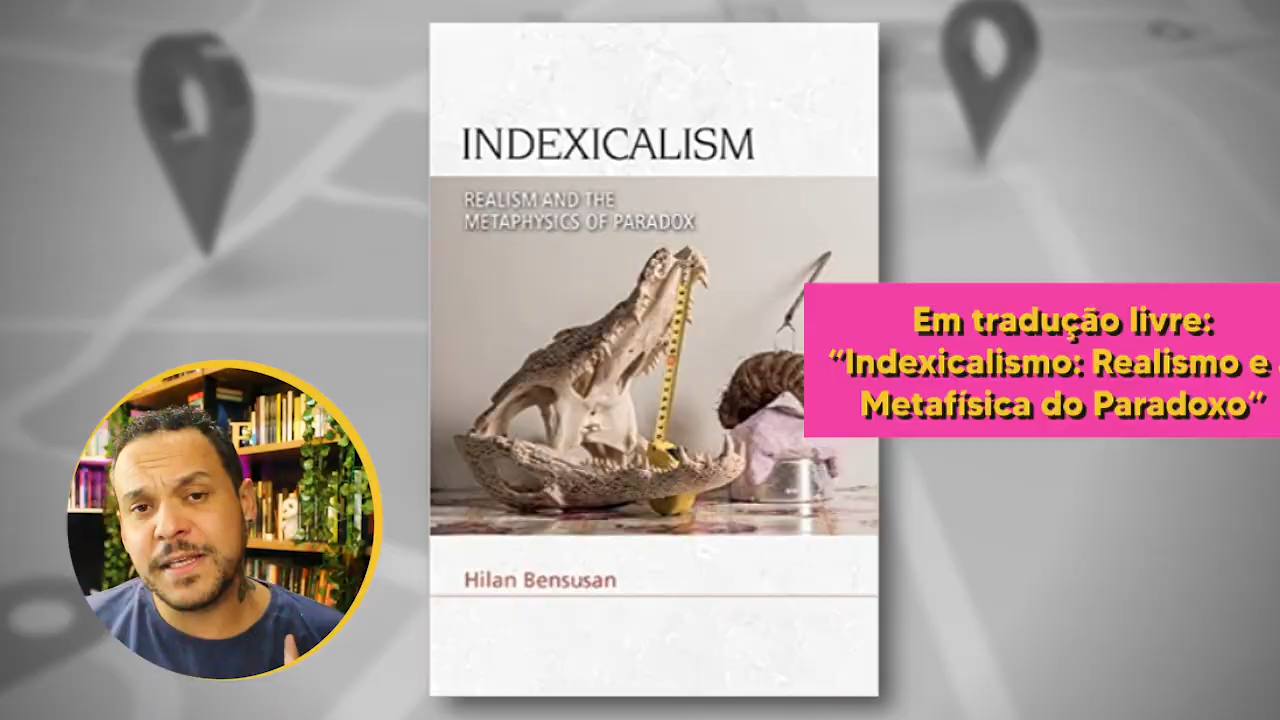 INDEXICALISM
REALISM AND THE
METAPHYSICS OF PARADOX
Em tradução livre:
“Indexicalismo: Realismo e
Metafísica do Paradoxo”
Hilan Bensusan